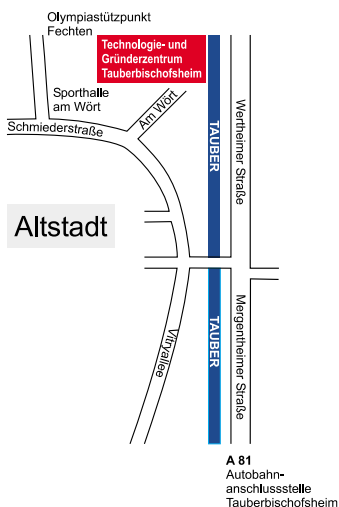 Olympiastützpunkt
Fechten
Technologie- und
Gründerzentrum
Tauberbischofsheim
Sporthalle
am Wört
Am Wört
Schmiederstraße
TAUBER
Wertheimer Straße
Altstadt
Vitryallee
TAUBER
Mergentheimer Straße
A 81
Autobahn-
anschlussstelle
Tauberbischofsheim